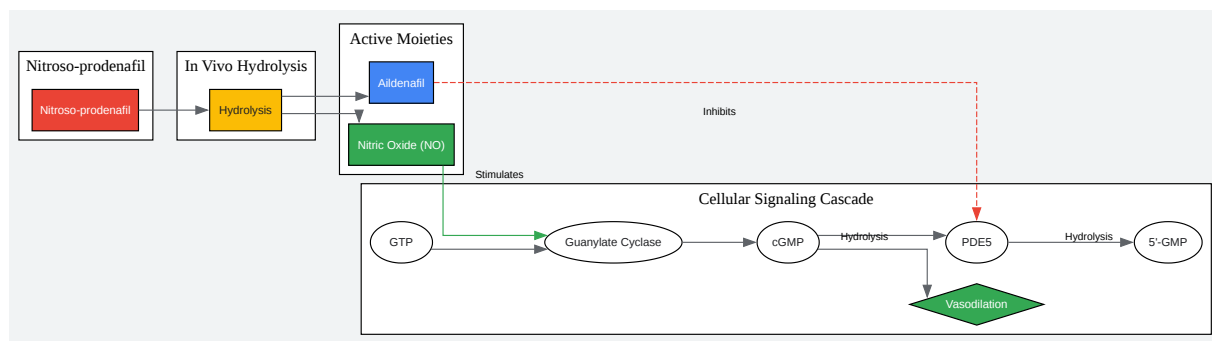 Nitroso-prodenafil
Nitroso-prodenafil
In Vivo Hydrolysis
Hydrolysis
Active Moieties
Aildenafil
Nitric Oxide (NO)
Inhibits
Stimulates
Cellular Signaling Cascade
GTP
Guanylate Cyclase
cGMP
Hydrolysis
PDE5
Hydrolysis
5'-GMP
Vasodilation